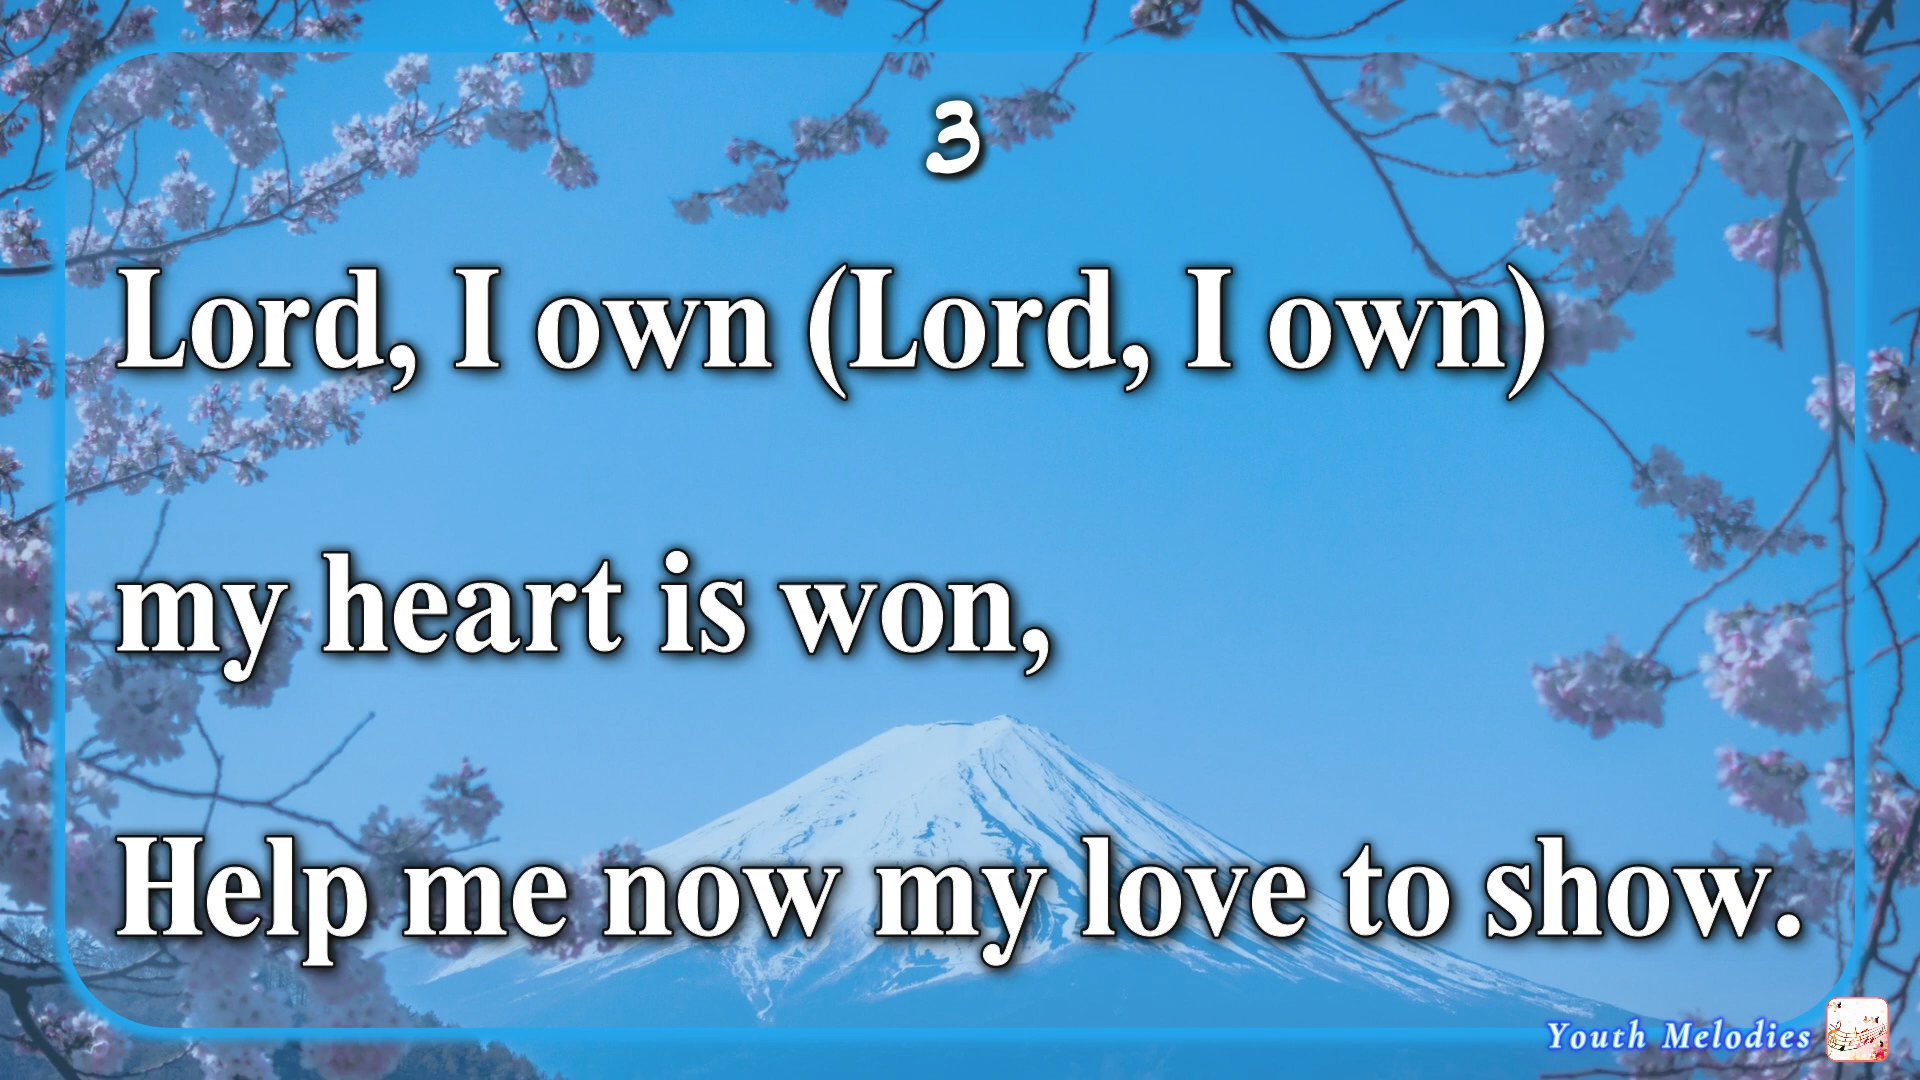 3
Lord, I own (Lord, I own)
my heart is won,
Help me now my love to show.
Youth Melodies